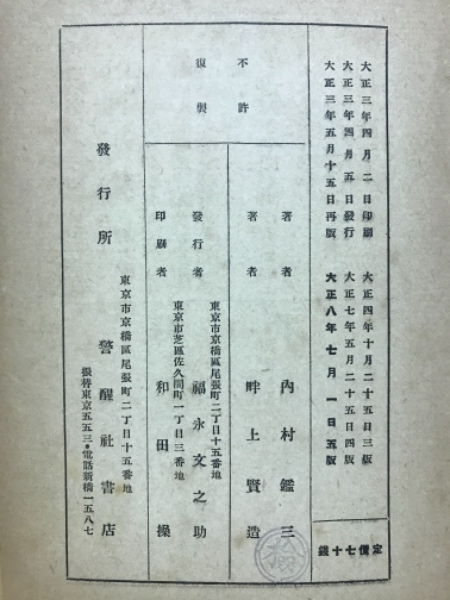 大正三年四月二日印刷
大正三年四月五日發行
大正三年五月十五日再版
大正四年十月二十五日三版
大正七年五月二十五日四版
大正八年七月一日五版
定價七十錢
不許
復製
著者 內村鑑三
著者 畔上賢造
東京市京橋區尾張町二丁目十五番地
發行者 福永文之助
東京市芝區佐久間町一丁目三番地
印刷者 和田操
東京市京橋區尾張町二丁目十五番地
發行所 警醒社書店
振替東京五五三・電話新橋一五八七